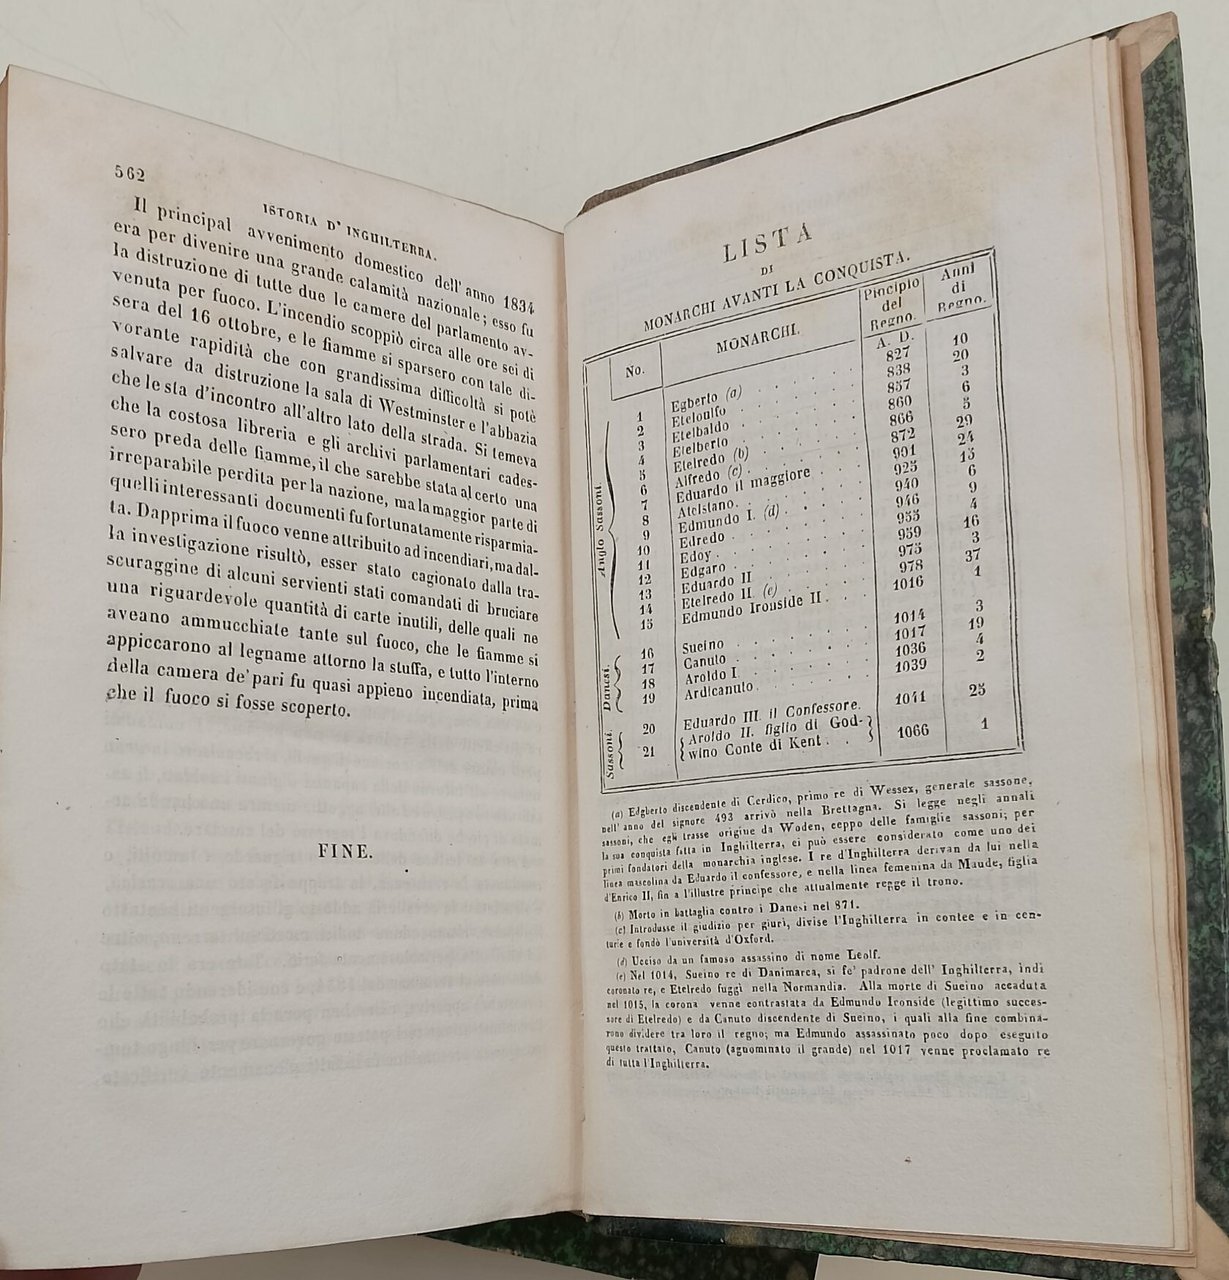 562
ISTORIA D' INGHILTERRA.
Il principal avvenimento domestico dell' anno 1834
era per divenire una grande calamità nazionale; esso fu
la distruzione di tutte due le camere del parlamento av-
venuta per fuoco. L'incendio scoppiò circa alle ore sei di
sera del 16 ottobre, e le fiamme si sparsero con tale di-
vorante rapidità che con grandissima difficoltà si potè
salvare da distruzione la sala di Westminster e l'abbazia
che le sta d'incontro all'altro lato della strada. Si temeva
che la costosa libreria e gli archivi parlamentari cades-
sero preda delle fiamme, il che sarebbe stata al certo una
irreparabile perdita per la nazione, ma la maggior parte di
quelli interessanti documenti fu fortunatamente risparmia-
ta. Dapprima il fuoco venne attribuito ad incendiari, ma dal-
la investigazione risultò, esser stato cagionato dalla tra-
scuraggine di alcuni servienti stati comandati di bruciare
una riguardevole quantità di carte inutili, delle quali ne
aveano ammucchiate tante sul fuoco, che le fiamme si
appiccarono al legname attorno la stuffa, e tutto l'interno
della camera de' pari fu quasi appieno incendiata, prima
che il fuoco si fosse scoperto.
FINE.
LISTA
DI
MONARCHI AVANTI LA CONQUISTA.
No. MONARCHI. Pincipio del Regno. Anni di Regno.
A. D.
Anglo Sassoni.
1 Egberto (a) . . . . . 827 10
2 Eteloulfo . . . . . 838 20
3 Etelbaldo . . . . . 857 3
4 Etelberto . . . . . 860 6
5 Etelredo (b) . . . . 866 5
6 Alfredo (c) . . . . . 872 29
7 Eduardo il maggiore . . . 901 24
8 Atelstano. . . . . . 925 15
9 Edmundo I. (d) . . . . 940 6
10 Edredo . . . . . . 946 9
11 Edoy . . . . . . 955 4
12 Edgaro . . . . . . 959 16
13 Eduardo II . . . . . 975 3
14 Etelredo II. (e) . . . . 978 37
15 Edmundo Ironside II . . . 1016 1
Danesi.
16 Sueino . . . . . . 1014 3
17 Canuto . . . . . . 1017 19
18 Aroldo I . . . . . . 1036 4
19 Ardicanuto . . . . . 1039 2
Sassoni.
20 Eduardo III. il Confessore. 1041 25
21 Aroldo II. figlio di God-
wino Conte di Kent . . . 1066 1
(a) Edgberto discendente di Cerdico, primo re di Wessex, generale sassone,
nell' anno del signore 493 arrivò nella Brettagna. Si legge negli annali
sassoni, che egli trasse origine da Woden, ceppo delle famiglie sassoni; per
la sua conquista fatta in Inghilterra, ei può essere considerato come uno dei
primi fondatori della monarchia inglese. I re d'Inghilterra derivan da lui nella
linea mascolina da Eduardo il confessore, e nella linea femenina da Maude, figlia
d'Enrico II, fin a l'illustre principe che attualmente regge il trono.
(b) Morto in battaglia contro i Danesi nel 871.
(c) Introdusse il giudizio per giuri, divise l'Inghilterra in contee e in cen-
turie e fondò l'università d'Oxford.
(d) Ucciso da un famoso assassino di nome Leolf.
(e) Nel 1014, Sueino re di Danimarca, si fe' padrone dell' Inghilterra, indi
coronato re, e Etelredo fuggì nella Normandia. Alla morte di Sueino accaduta
nel 1015, la corona venne contrastata da Edmundo Ironside (legittimo succes-
sore di Etelredo) e da Canuto discendente di Sueino, i quali alla fine combina-
rono dividere tra loro il regno; ma Edmundo assassinato poco dopo eseguito
questo trattato, Canuto (agnominato il grande) nel 1017 venne proclamato re
di tutta l'Inghilterra.